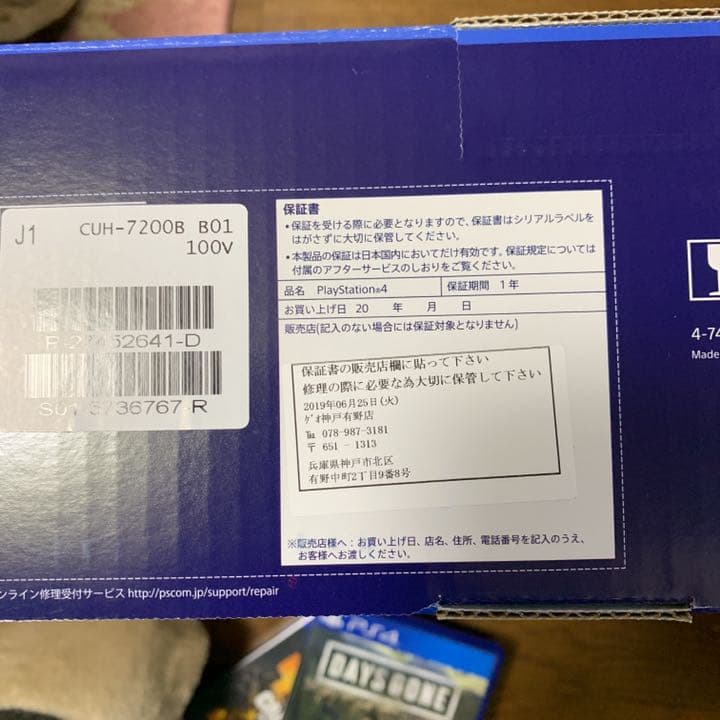 J1 CUH-7200B B01
100V
641-D
736767-R
保証書
•保証を受ける際に必要となりますので、保証書はシリアルラベルを
はがさずに大切に保管してください。
•本製品の保証は日本国内においてだけ有効です。保証規定については
付属のアフターサービスのしおりをご覧ください。
品名 PlayStation®4 保証期間 1年
お買い上げ日 20 年 月 日
販売店(記入のない場合には保証対象となりません)
保証書の販売店欄に貼って下さい
修理の際に必要な為大切に保管して下さい
2019年06月25日(火)
ｹﾞｵ神戸有野店
℡ 078-987-3181
〒 651 - 1313
兵庫県神戸市北区
有野中町2丁目9番8号
※販売店様へ：お買い上げ日、店名、住所、電話番号を記入のうえ、
お客様へお渡しください。
4-74
Made
ンライン修理受付サービス http://pscom.jp/support/repair
PS4
DAYS GONE